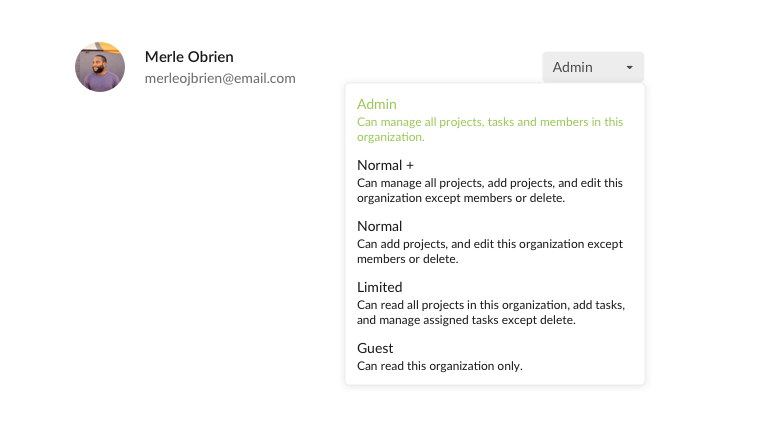 Merle Obrien
merleojbrien@email.com
Admin
Admin
Can manage all projects, tasks and members in this
organization.
Normal +
Can manage all projects, add projects, and edit this
organization except members or delete.
Normal
Can add projects, and edit this organization except
members or delete.
Limited
Can read all projects in this organization, add tasks,
and manage assigned tasks except delete.
Guest
Can read this organization only.